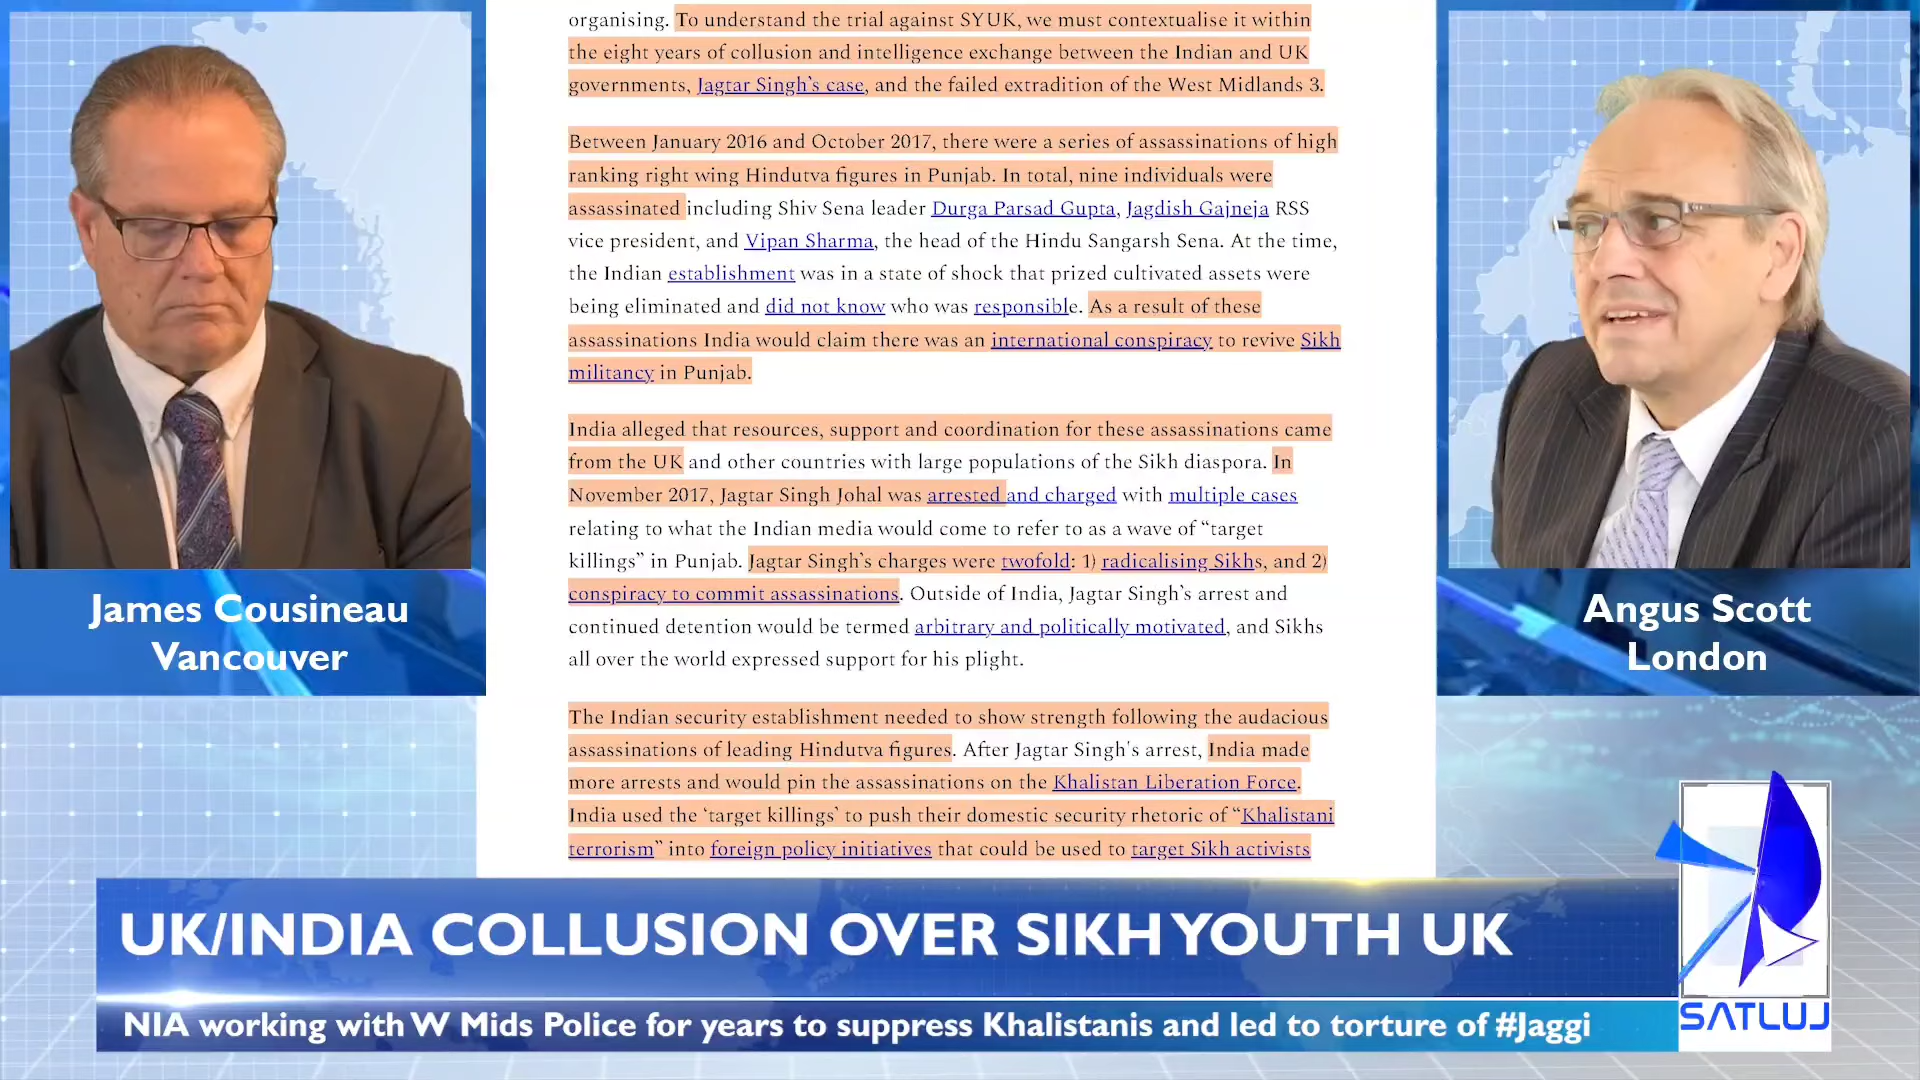 organising. To understand the trial against SYUK, we must contextualise it within
the eight years of collusion and intelligence exchange between the Indian and UK
governments, Jagtar Singh's case, and the failed extradition of the West Midlands 3.
Between January 2016 and October 2017, there were a series of assassinations of high
ranking right wing Hindutva figures in Punjab. In total, nine individuals were
assassinated including Shiv Sena leader Durga Parsad Gupta, Jagdish Gajneja RSS
vice president, and Vipan Sharma, the head of the Hindu Sangarsh Sena. At the time,
the Indian establishment was in a state of shock that prized cultivated assets were
being eliminated and did not know who was responsible. As a result of these
assassinations India would claim there was an international conspiracy to revive Sikh
militancy in Punjab.
India alleged that resources, support and coordination for these assassinations came
from the UK and other countries with large populations of the Sikh diaspora. In
November 2017, Jagtar Singh Johal was arrested and charged with multiple cases
relating to what the Indian media would come to refer to as a wave of “target
killings” in Punjab. Jagtar Singh's charges were twofold: 1) radicalising Sikhs, and 2)
conspiracy to commit assassinations. Outside of India, Jagtar Singh's arrest and
continued detention would be termed arbitrary and politically motivated, and Sikhs
all over the world expressed support for his plight.
The Indian security establishment needed to show strength following the audacious
assassinations of leading Hindutva figures. After Jagtar Singh's arrest, India made
more arrests and would pin the assassinations on the Khalistan Liberation Force.
India used the ‘target killings’ to push their domestic security rhetoric of “Khalistani
terrorism” into foreign policy initiatives that could be used to target Sikh activists
James Cousineau
Vancouver
Angus Scott
London
UK/INDIA COLLUSION OVER SIKH YOUTH UK
NIA working with W Mids Police for years to suppress Khalistanis and led to torture of #Jaggi
SATLUJ